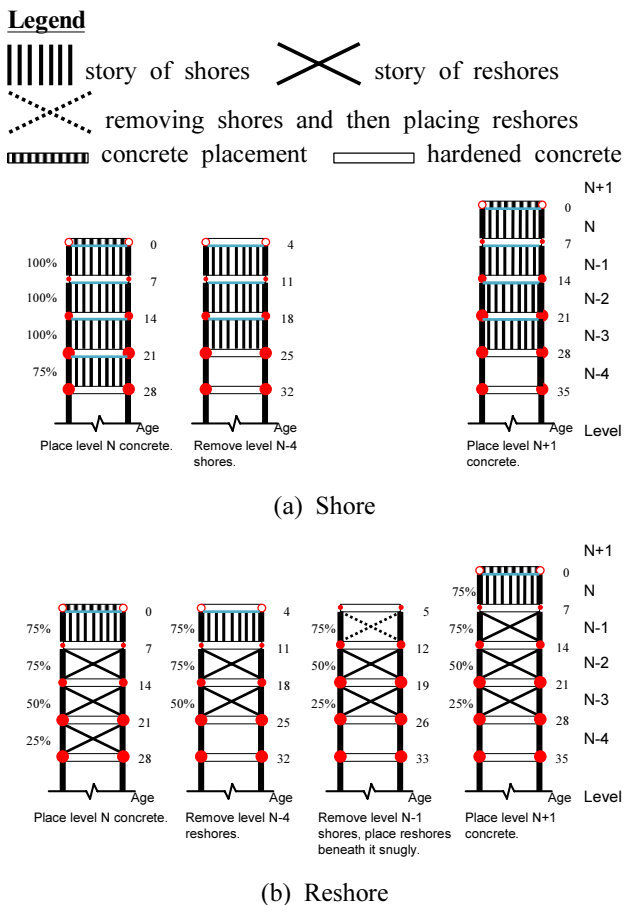 Legend
story of shores story of reshores
removing shores and then placing reshores
concrete placement hardened concrete
N+1
0 0
N
100% 4 7
N-1
7 11 14
100% N-2
14 18 21
100% N-3
21 25 28
75% N-4
28 32 35
Age Age Age Level
Place level N concrete. Remove level N-4 Place level N+1
shores. concrete.
(a) Shore
N+1
0
75% N
0 4 5 7
75% 75% 75% 75% N-1
7 11 12 14
75% 75% 50% 50% N-2
14 18 19 21
50% 50% 25% 25% N-3
21 25 26 28
25% N-4
28 32 33 35
Age Age Age Age Level
Place level N concrete. Remove level N-4 Remove level N-1 Place level N+1
reshores. shores, place reshores concrete.
beneath it snugly.
(b) Reshore